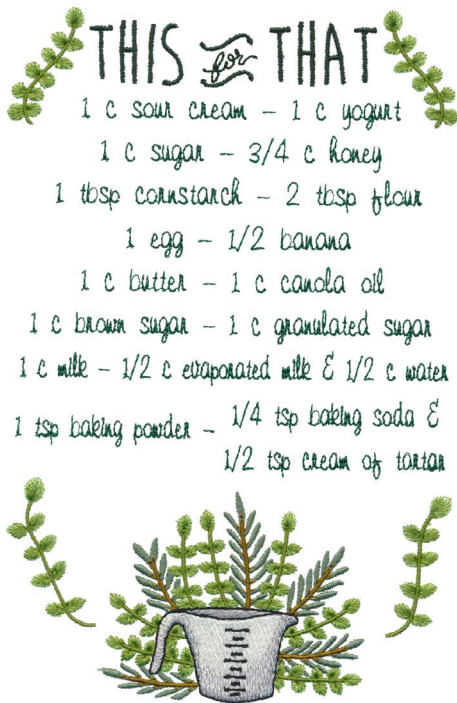 THIS for THAT
1 c sour cream - 1 c yogurt
1 c sugar - 3/4 c honey
1 tbsp cornstarch - 2 tbsp flour
1 egg - 1/2 banana
1 c butter - 1 c canola oil
1 c brown sugar - 1 c granulated sugar
1 c milk - 1/2 c evaporated milk & 1/2 c water
1 tsp baking powder - 1/4 tsp baking soda &
1/2 tsp cream of tartar